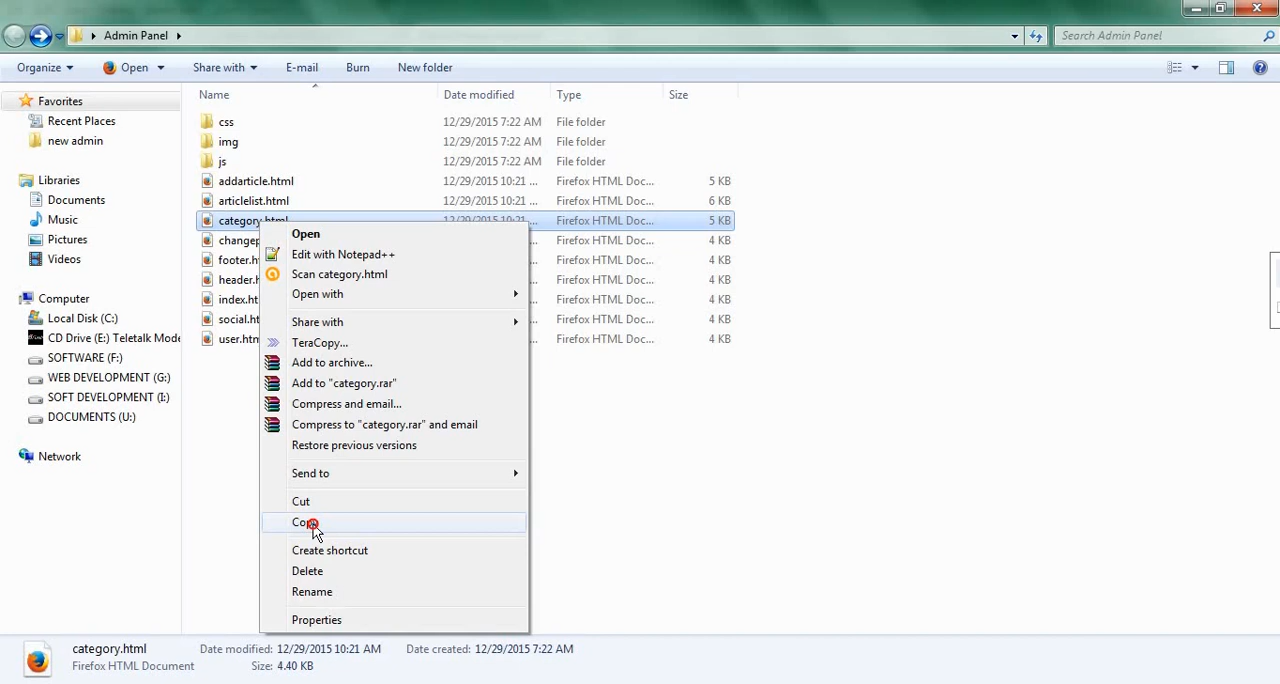 Admin Panel
Search Admin Panel
Organize Open Share with E-mail Burn New folder
Name Date modified Type Size
Favorites
Recent Places
new admin
Libraries
Documents
Music
Pictures
Videos
Computer
Local Disk (C:)
CD Drive (E:) Teletalk Mode
SOFTWARE (F:)
WEB DEVELOPMENT (G:)
SOFT DEVELOPMENT (I:)
DOCUMENTS (U:)
Network
css 12/29/2015 7:22 AM File folder
img 12/29/2015 7:22 AM File folder
js 12/29/2015 7:22 AM File folder
addarticle.html 12/29/2015 10:21 ... Firefox HTML Doc... 5 KB
articlelist.html 12/29/2015 10:21 ... Firefox HTML Doc... 6 KB
category.html 12/29/2015 10:21 ... Firefox HTML Doc... 5 KB
changep ... Firefox HTML Doc... 4 KB
footer.h ... Firefox HTML Doc... 4 KB
header.h ... Firefox HTML Doc... 4 KB
index.ht ... Firefox HTML Doc... 4 KB
social.ht ... Firefox HTML Doc... 4 KB
user.htm ... Firefox HTML Doc... 4 KB
Open
Edit with Notepad++
Scan category.html
Open with
Share with
TeraCopy...
Add to archive...
Add to "category.rar"
Compress and email...
Compress to "category.rar" and email
Restore previous versions
Send to
Cut
Copy
Create shortcut
Delete
Rename
Properties
category.html Date modified: 12/29/2015 10:21 AM Date created: 12/29/2015 7:22 AM
Firefox HTML Document Size: 4.40 KB